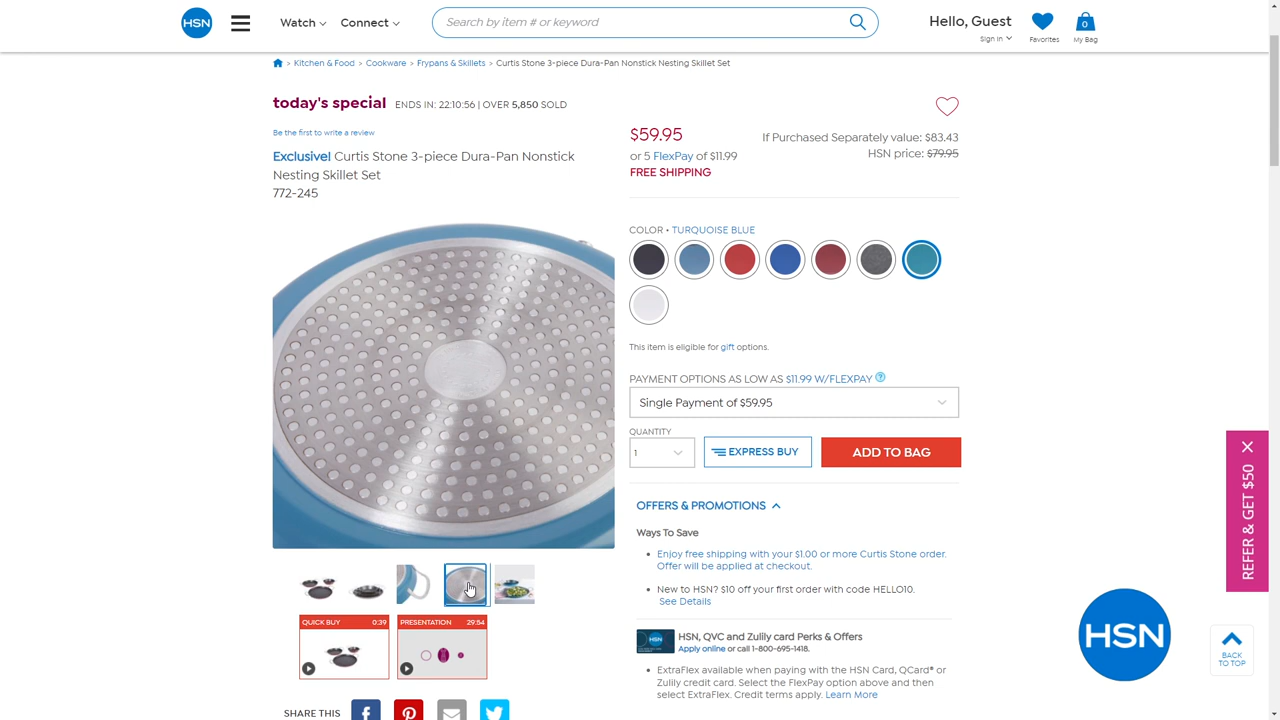 HSN
Watch
Connect
Search by item # or keyword
Hello, Guest
Sign In
Favorites
0
My Bag
> Kitchen & Food > Cookware > Frypans & Skillets > Curtis Stone 3-piece Dura-Pan Nonstick Nesting Skillet Set
today's special ENDS IN: 22:10:56 | OVER 5,850 SOLD
Be the first to write a review
Exclusive! Curtis Stone 3-piece Dura-Pan Nonstick
Nesting Skillet Set
772-245
$59.95
or 5 FlexPay of $11.99
FREE SHIPPING
If Purchased Separately value: $83.43
HSN price: $79.95
COLOR • TURQUOISE BLUE
This item is eligible for gift options.
PAYMENT OPTIONS AS LOW AS $11.99 W/FLEXPAY ?
Single Payment of $59.95
QUANTITY
1
EXPRESS BUY
ADD TO BAG
OFFERS & PROMOTIONS
Ways To Save
• Enjoy free shipping with your $1.00 or more Curtis Stone order.
Offer will be applied at checkout.
• New to HSN? $10 off your first order with code HELLO10.
See Details
HSN
HSN, QVC and Zulily card Perks & Offers
Apply online or call 1-800-695-1418.
• ExtraFlex available when paying with the HSN Card, QCard® or
Zulily credit card. Select the FlexPay option above and then
select ExtraFlex. Credit terms apply. Learn More
QUICK BUY 0:39
PRESENTATION 29:54
SHARE THIS
REFER & GET $50
HSN
BACK
TO TOP